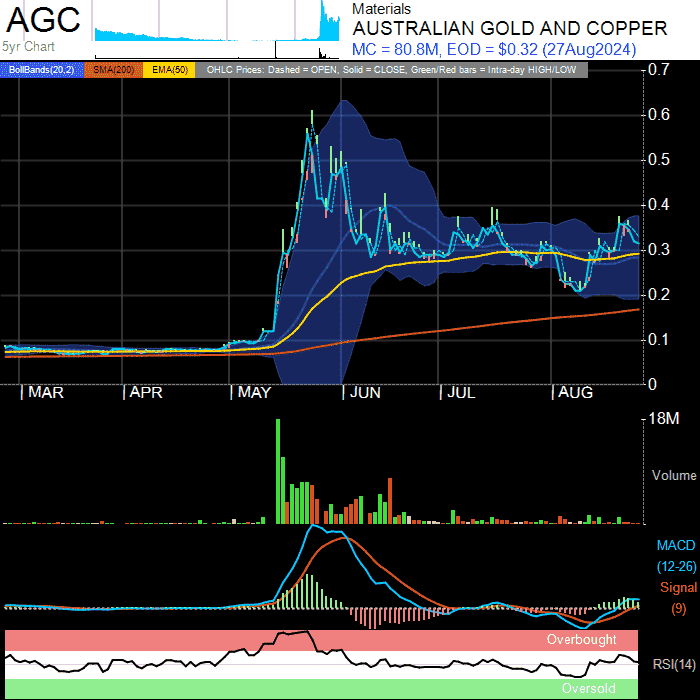 AGC
5yr Chart
Materials
AUSTRALIAN GOLD AND COPPER
MC = 80.8M, EOD = $0.32 (27Aug2024)
BollBands(20,2) SMA(200) EMA(50) OHLC Prices: Dashed = OPEN, Solid = CLOSE, Green/Red bars = Intra-day HIGH/LOW
0.7
0.6
0.5
0.4
0.3
0.2
0.1
0
MAR APR MAY JUN JUL AUG
18M
Volume
MACD
(12-26)
Signal
(9)
Overbought
RSI(14)
Oversold